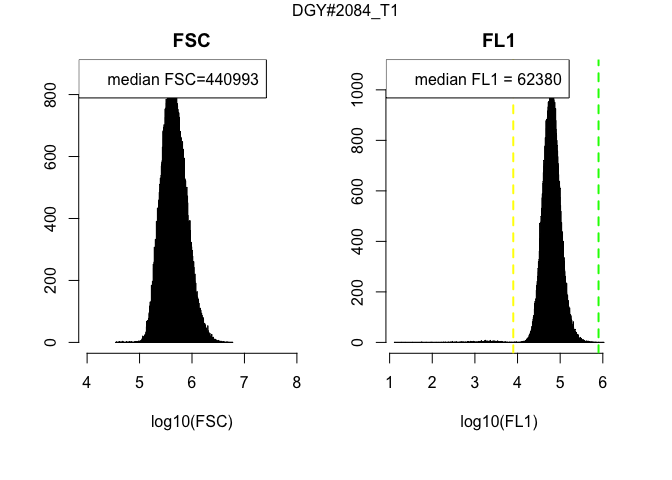 DGY#2084_T1
FSC
median FSC=440993
0
200
400
600
800
4 5 6 7 8
log10(FSC)
FL1
median FL1 = 62380
0
200
400
600
800
1000
1 2 3 4 5 6
log10(FL1)